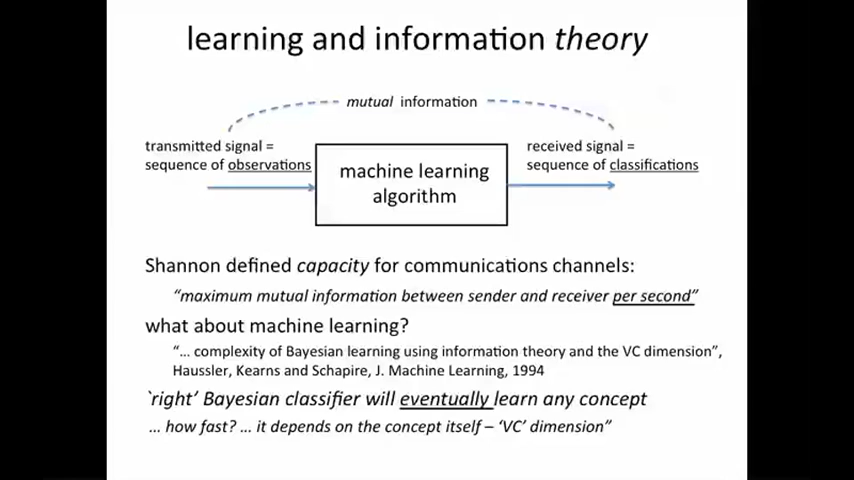 learning and information theory
mutual information
transmitted signal =
sequence of observations
machine learning
algorithm
received signal =
sequence of classifications
Shannon defined capacity for communications channels:
“maximum mutual information between sender and receiver per second”
what about machine learning?
“... complexity of Bayesian learning using information theory and the VC dimension”,
Haussler, Kearns and Schapire, J. Machine Learning, 1994
`right’ Bayesian classifier will eventually learn any concept
... how fast? ... it depends on the concept itself – ‘VC’ dimension”